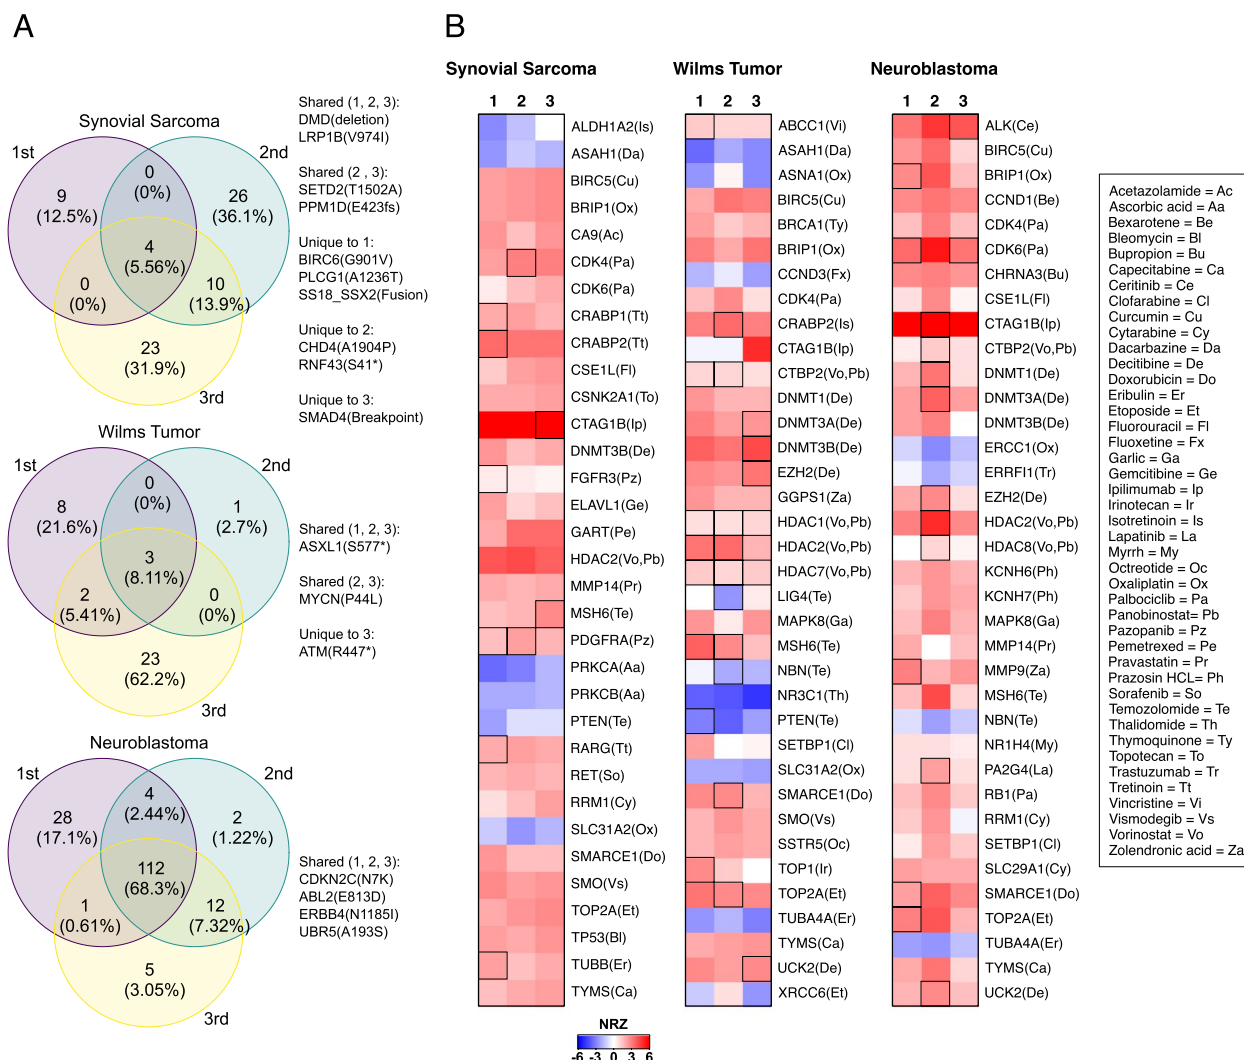 A
Synovial Sarcoma
1st
2nd
3rd
9
(12.5%)
0
(0%)
26
(36.1%)
4
(5.56%)
0
(0%)
10
(13.9%)
23
(31.9%)
Shared (1, 2, 3):
DMD(deletion)
LRP1B(V974I)
Shared (2 , 3):
SETD2(T1502A)
PPM1D(E423fs)
Unique to 1:
BIRC6(G901V)
PLCG1(A1236T)
SS18_SSX2(Fusion)
Unique to 2:
CHD4(A1904P)
RNF43(S41*)
Unique to 3:
SMAD4(Breakpoint)
Wilms Tumor
1st
2nd
3rd
8
(21.6%)
0
(0%)
1
(2.7%)
3
(8.11%)
2
(5.41%)
0
(0%)
23
(62.2%)
Shared (1, 2, 3):
ASXL1(S577*)
Shared (2, 3):
MYCN(P44L)
Unique to 3:
ATM(R447*)
Neuroblastoma
1st
2nd
3rd
28
(17.1%)
4
(2.44%)
2
(1.22%)
112
(68.3%)
1
(0.61%)
12
(7.32%)
5
(3.05%)
Shared (1, 2, 3):
CDKN2C(N7K)
ABL2(E813D)
ERBB4(N1185I)
UBR5(A193S)
B
Synovial Sarcoma
1 2 3
ALDH1A2(Is)
ASAH1(Da)
BIRC5(Cu)
BRIP1(Ox)
CA9(Ac)
CDK4(Pa)
CDK6(Pa)
CRABP1(Tt)
CRABP2(Tt)
CSE1L(Fl)
CSNK2A1(To)
CTAG1B(Ip)
DNMT3B(De)
FGFR3(Pz)
ELAVL1(Ge)
GART(Pe)
HDAC2(Vo,Pb)
MMP14(Pr)
MSH6(Te)
PDGFRA(Pz)
PRKCA(Aa)
PRKCB(Aa)
PTEN(Te)
RARG(Tt)
RET(So)
RRM1(Cy)
SLC31A2(Ox)
SMARCE1(Do)
SMO(Vs)
TOP2A(Et)
TP53(Bl)
TUBB(Er)
TYMS(Ca)
Wilms Tumor
1 2 3
ABCC1(Vi)
ASAH1(Da)
ASNA1(Ox)
BIRC5(Cu)
BRCA1(Ty)
BRIP1(Ox)
CCND3(Fx)
CDK4(Pa)
CRABP2(Is)
CTAG1B(Ip)
CTBP2(Vo,Pb)
DNMT1(De)
DNMT3A(De)
DNMT3B(De)
EZH2(De)
GGPS1(Za)
HDAC1(Vo,Pb)
HDAC2(Vo,Pb)
HDAC7(Vo,Pb)
LIG4(Te)
MAPK8(Ga)
MSH6(Te)
NBN(Te)
NR3C1(Th)
PTEN(Te)
SETBP1(Cl)
SLC31A2(Ox)
SMARCE1(Do)
SMO(Vs)
SSTR5(Oc)
TOP1(Ir)
TOP2A(Et)
TUBA4A(Er)
TYMS(Ca)
UCK2(De)
XRCC6(Et)
Neuroblastoma
1 2 3
ALK(Ce)
BIRC5(Cu)
BRIP1(Ox)
CCND1(Be)
CDK4(Pa)
CDK6(Pa)
CHRNA3(Bu)
CSE1L(Fl)
CTAG1B(Ip)
CTBP2(Vo,Pb)
DNMT1(De)
DNMT3A(De)
DNMT3B(De)
ERCC1(Ox)
ERRFI1(Tr)
EZH2(De)
HDAC2(Vo,Pb)
HDAC8(Vo,Pb)
KCNH6(Ph)
KCNH7(Ph)
MAPK8(Ga)
MMP14(Pr)
MMP9(Za)
MSH6(Te)
NBN(Te)
NR1H4(My)
PA2G4(La)
RB1(Pa)
RRM1(Cy)
SETBP1(Cl)
SLC29A1(Cy)
SMARCE1(Do)
TOP2A(Et)
TUBA4A(Er)
TYMS(Ca)
UCK2(De)
Acetazolamide = Ac
Ascorbic acid = Aa
Bexarotene = Be
Bleomycin = Bl
Bupropion = Bu
Capecitabine = Ca
Ceritinib = Ce
Clofarabine = Cl
Curcumin = Cu
Cytarabine = Cy
Dacarbazine = Da
Decitibine = De
Doxorubicin = Do
Eribulin = Er
Etoposide = Et
Fluorouracil = Fl
Fluoxetine = Fx
Garlic = Ga
Gemcitibine = Ge
Ipilimumab = Ip
Irinotecan = Ir
Isotretinoin = Is
Lapatinib = La
Myrrh = My
Octreotide = Oc
Oxaliplatin = Ox
Palbociclib = Pa
Panobinostat= Pb
Pazopanib = Pz
Pemetrexed = Pe
Pravastatin = Pr
Prazosin HCL= Ph
Sorafenib = So
Temozolomide = Te
Thalidomide = Th
Thymoquinone = Ty
Topotecan = To
Trastuzumab = Tr
Tretinoin = Tt
Vincristine = Vi
Vismodegib = Vs
Vorinostat = Vo
Zolendronic acid = Za
NRZ
-6 -3 0 3 6